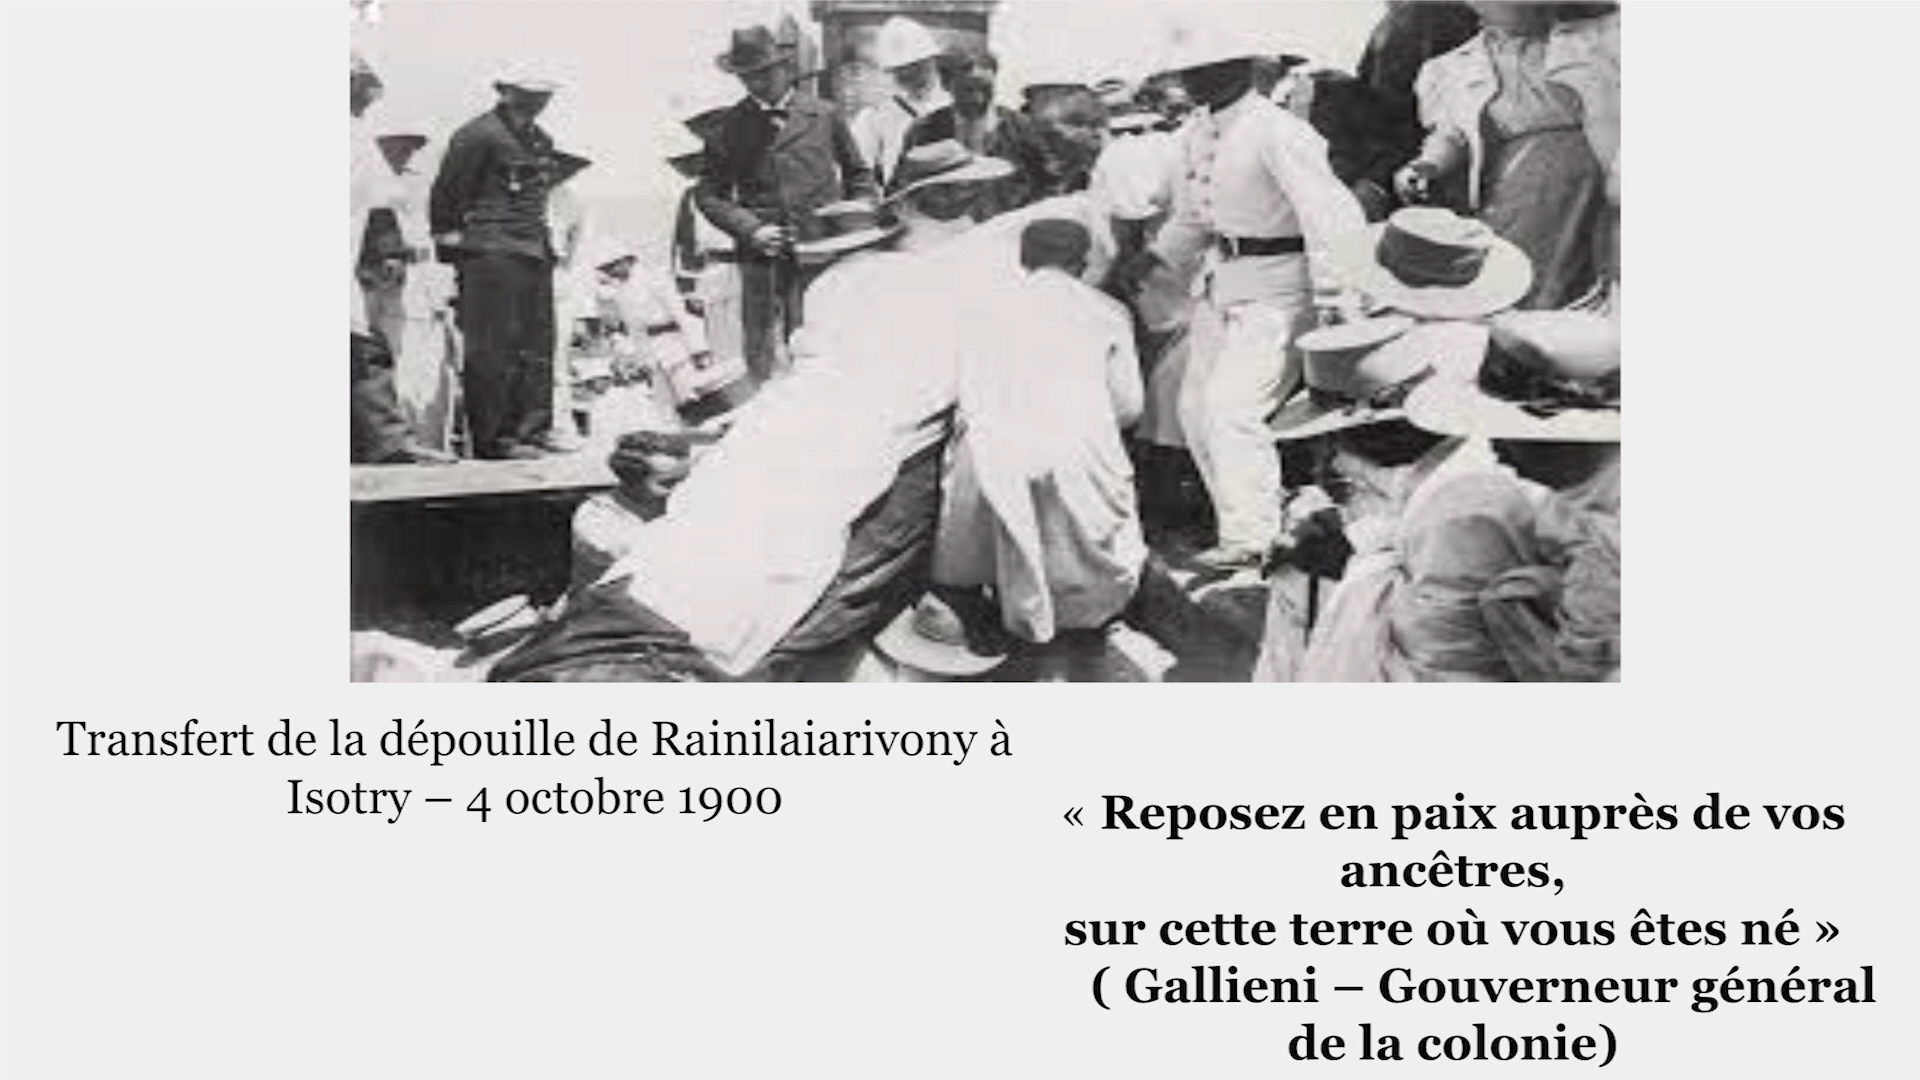 Transfert de la dépouille de Rainilaiarivony à
Isotry – 4 octobre 1900
« Reposez en paix auprès de vos
ancêtres,
sur cette terre où vous êtes né »
( Gallieni – Gouverneur général
de la colonie)